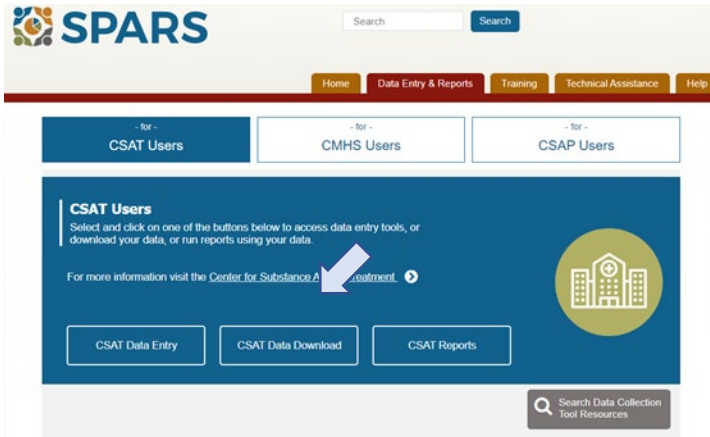 SPARS
Search
Search
Home
Data Entry & Reports
Training
Technical Assistance
Help
- for -
CSAT Users
- for -
CMHS Users
- for -
CSAP Users
CSAT Users
Select and click on one of the buttons below to access data entry tools, or
download your data, or run reports using your data.
For more information visit the Center for Substance A
CSAT Data Entry
CSAT Data Download
CSAT Reports
Search Data Collection
Tool Resources